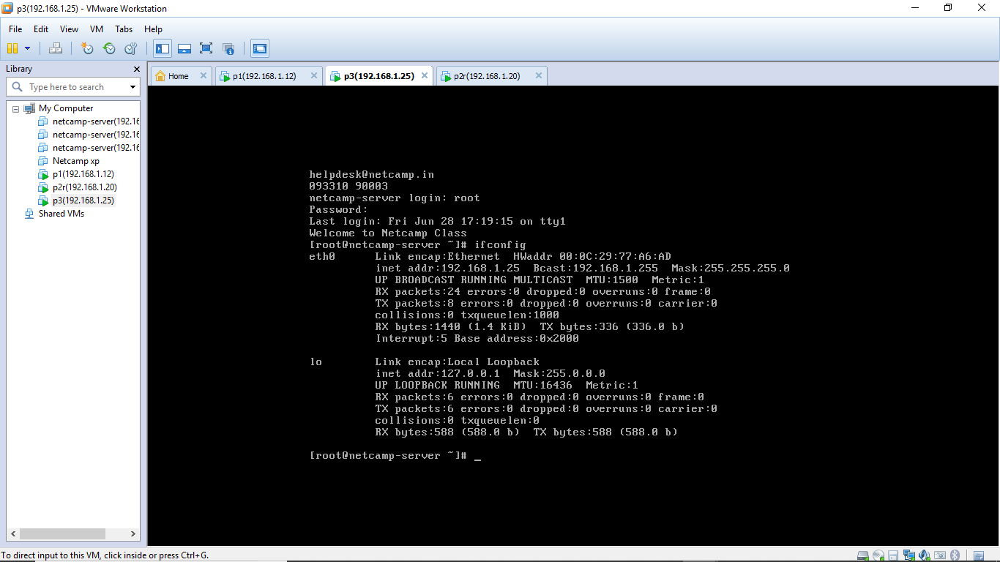 p3(192.168.1.25) - VMware Workstation
File Edit View VM Tabs Help
Library
Type here to search
My Computer
netcamp-server(192.16
netcamp-server(192.16
netcamp-server(192.16
Netcamp xp
p1(192.168.1.12)
p2r(192.168.1.20)
p3(192.168.1.25)
Shared VMs
Home p1(192.168.1.12) p3(192.168.1.25) p2r(192.168.1.20)
helpdesk@netcamp.in
093310 90003
netcamp-server login: root
Password:
Last login: Fri Jun 28 17:19:15 on tty1
Welcome to Netcamp Class
[root@netcamp-server ~]# ifconfig
eth0 Link encap:Ethernet HWaddr 00:0C:29:77:A6:AD
inet addr:192.168.1.25 Bcast:192.168.1.255 Mask:255.255.255.0
UP BROADCAST RUNNING MULTICAST MTU:1500 Metric:1
RX packets:24 errors:0 dropped:0 overruns:0 frame:0
TX packets:8 errors:0 dropped:0 overruns:0 carrier:0
collisions:0 txqueuelen:1000
RX bytes:1440 (1.4 KiB) TX bytes:336 (336.0 b)
Interrupt:5 Base address:0x2000
lo Link encap:Local Loopback
inet addr:127.0.0.1 Mask:255.0.0.0
UP LOOPBACK RUNNING MTU:16436 Metric:1
RX packets:6 errors:0 dropped:0 overruns:0 frame:0
TX packets:6 errors:0 dropped:0 overruns:0 carrier:0
collisions:0 txqueuelen:0
RX bytes:588 (588.0 b) TX bytes:588 (588.0 b)
[root@netcamp-server ~]# _
To direct input to this VM, click inside or press Ctrl+G.